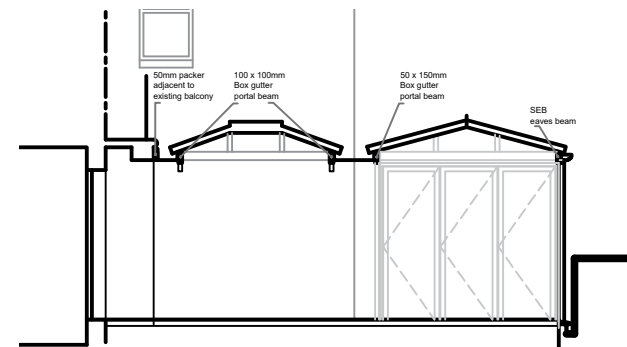 50mm packer
adjacent to
existing balcony
100 x 100mm
Box gutter
portal beam
50 x 150mm
Box gutter
portal beam
SEB
eaves beam